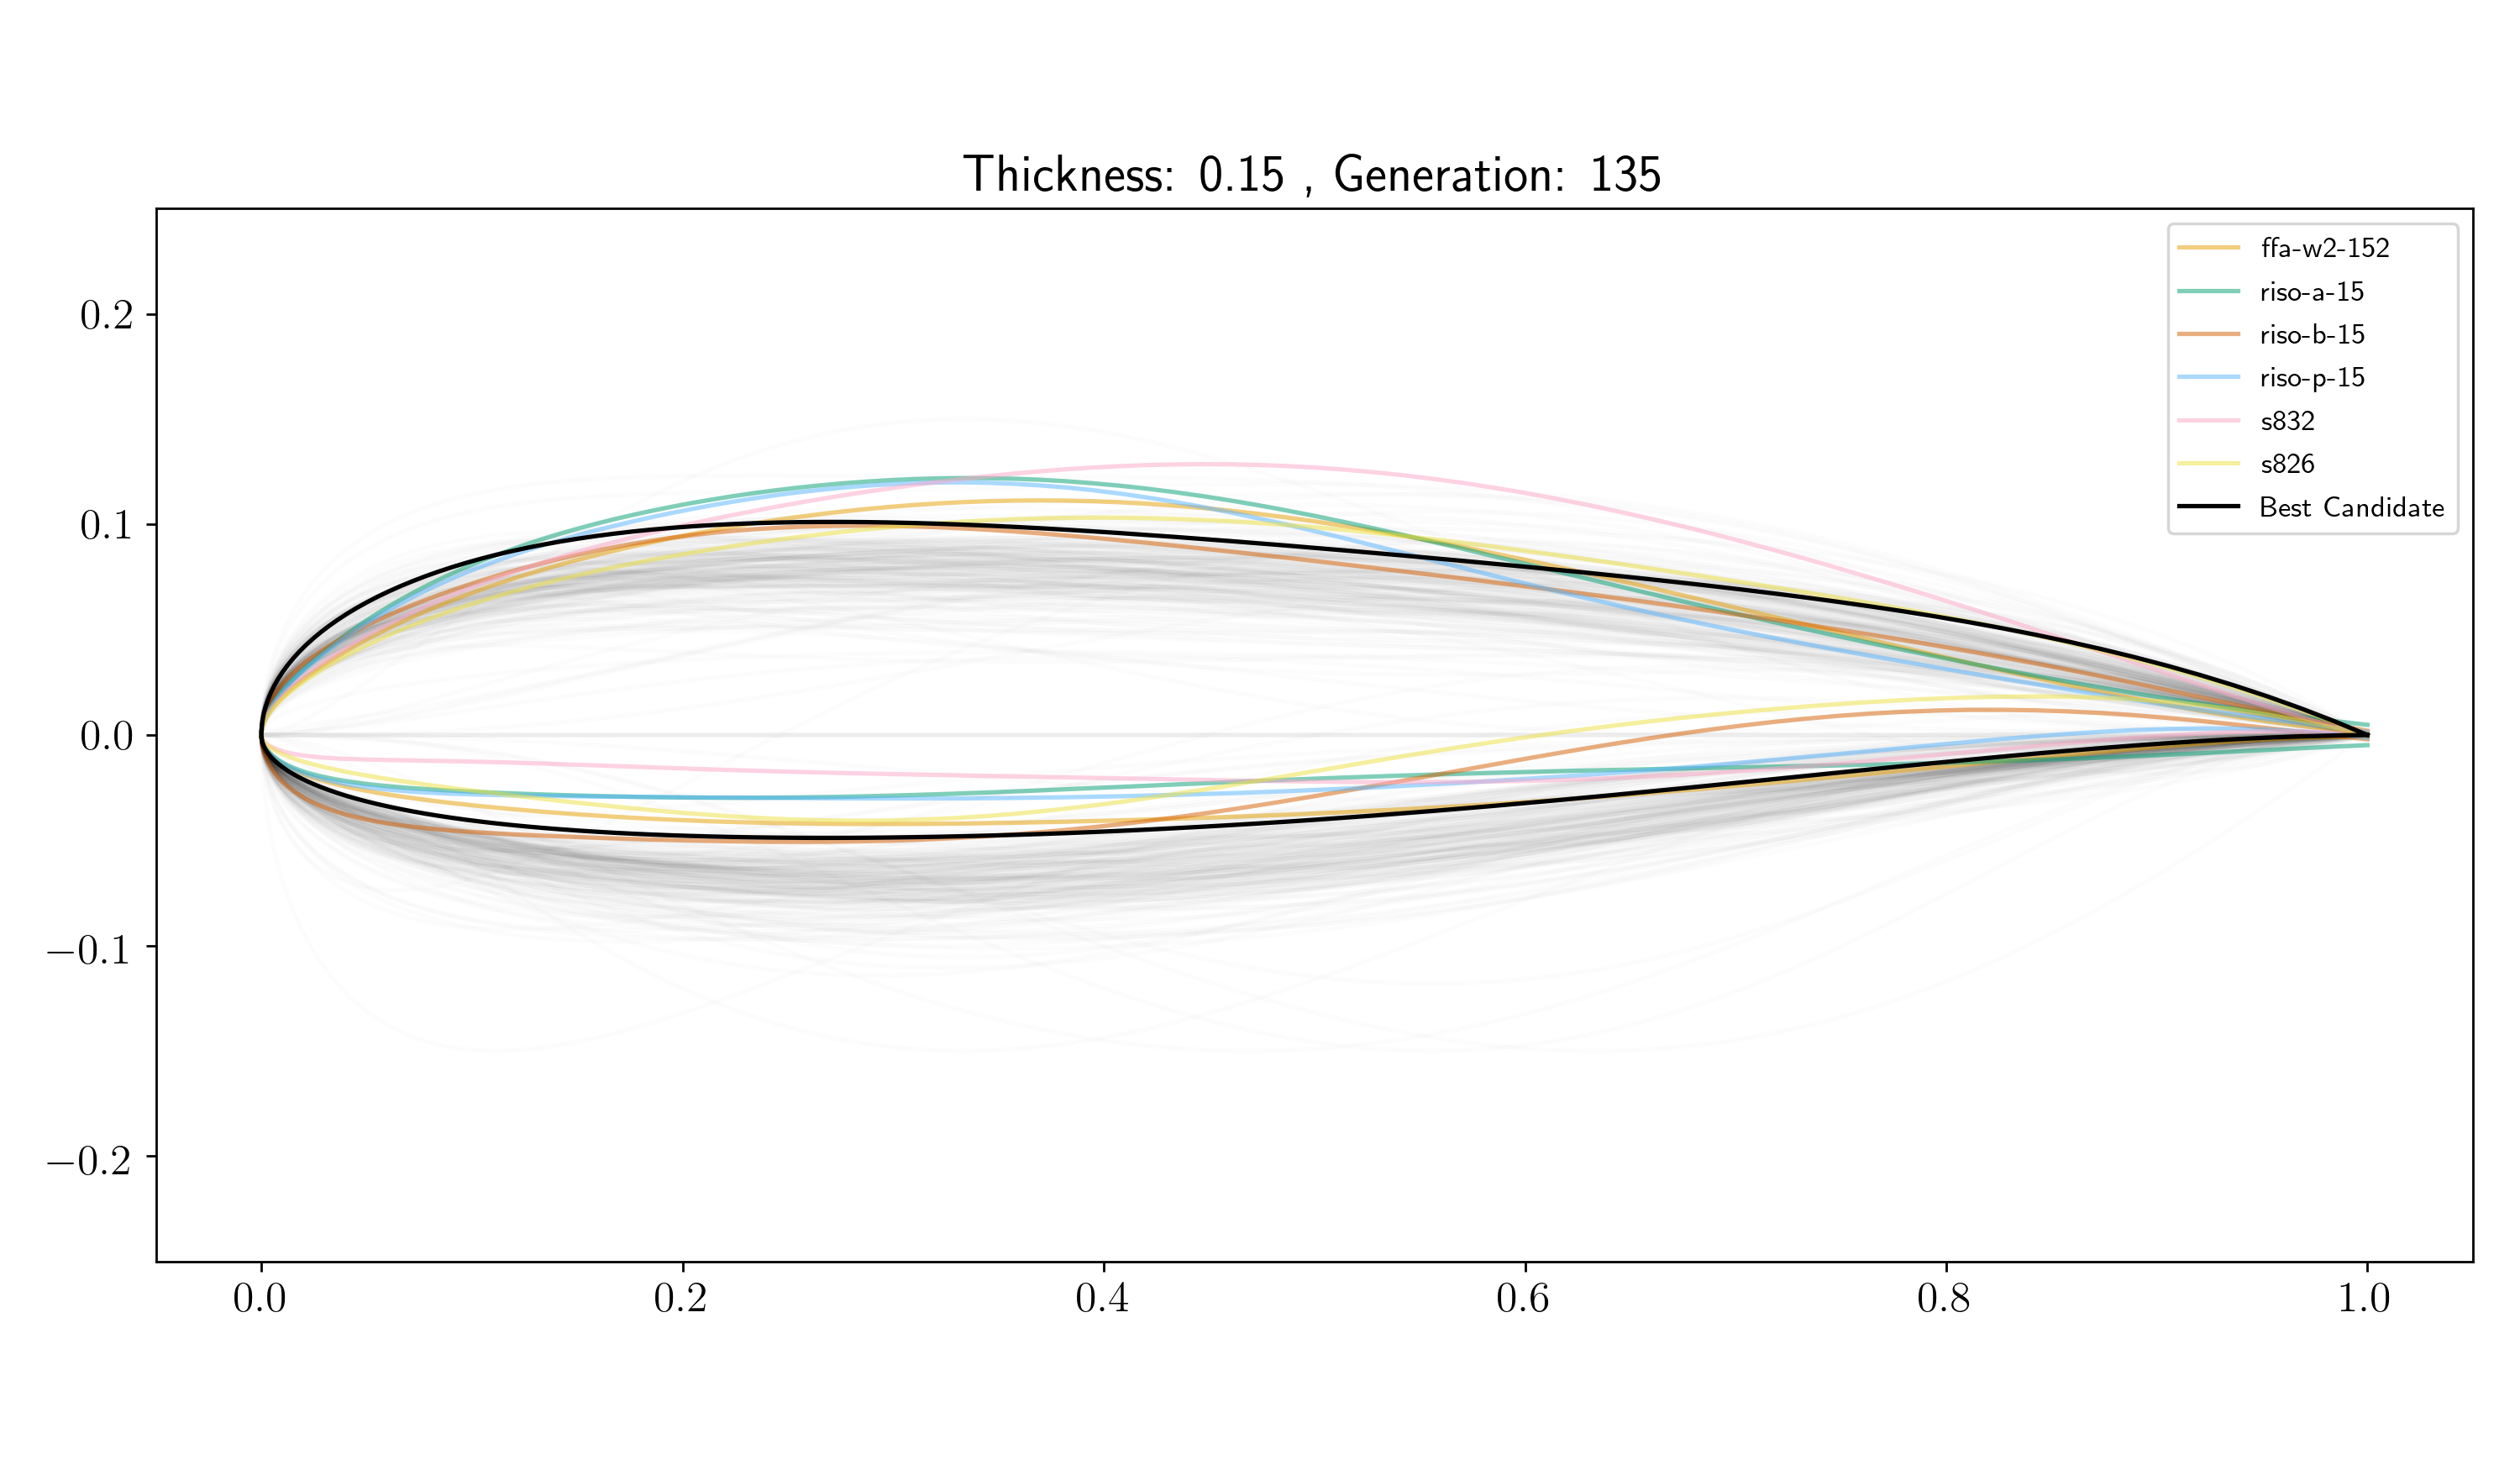 Thickness: 0.15 , Generation: 135
ffa-w2-152
riso-a-15
riso-b-15
riso-p-15
s832
s826
Best Candidate
0.2
0.1
0.0
−0.1
−0.2
0.0 0.2 0.4 0.6 0.8 1.0